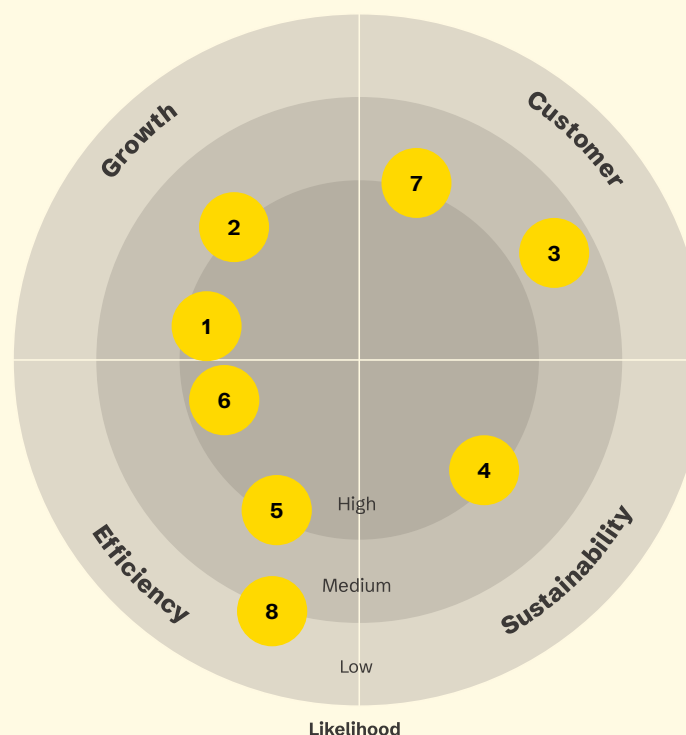 Growth
Customer
7
2
3
1
6
4
5
High
Efficiency
Sustainability
Medium
8
Low
Likelihood